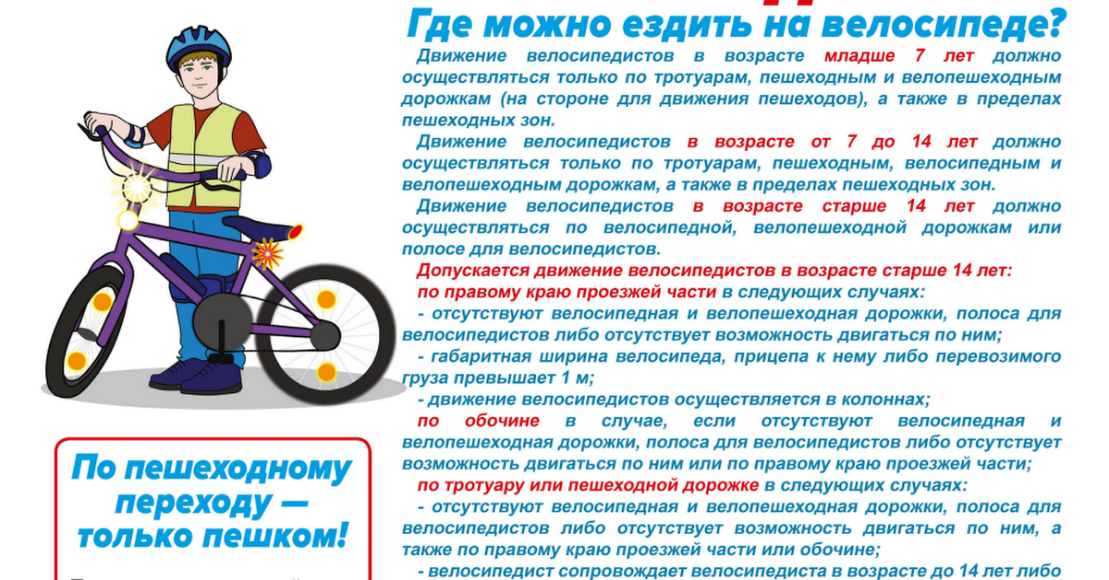 Где можно ездить на велосипеде?
Движение велосипедистов в возрасте младше 7 лет должно
осуществляться только по тротуарам, пешеходным и велопешеходным
дорожкам (на стороне для движения пешеходов), а также в пределах
пешеходных зон.
Движение велосипедистов в возрасте от 7 до 14 лет должно
осуществляться только по тротуарам, пешеходным, велосипедным и
велопешеходным дорожкам, а также в пределах пешеходных зон.
Движение велосипедистов в возрасте старше 14 лет должно
осуществляться по велосипедной, велопешеходной дорожкам или
полосе для велосипедистов.
Допускается движение велосипедистов в возрасте старше 14 лет:
по правому краю проезжей части в следующих случаях:
- отсутствуют велосипедная и велопешеходная дорожки, полоса для
велосипедистов либо отсутствует возможность двигаться по ним;
- габаритная ширина велосипеда, прицепа к нему либо перевозимого
груза превышает 1 м;
- движение велосипедистов осуществляется в колоннах;
по обочине в случае, если отсутствуют велосипедная и
велопешеходная дорожки, полоса для велосипедистов либо отсутствует
возможность двигаться по ним или по правому краю проезжей части;
по тротуару или пешеходной дорожке в следующих случаях:
- отсутствуют велосипедная и велопешеходная дорожки, полоса для
велосипедистов либо отсутствует возможность двигаться по ним, а
также по правому краю проезжей части или обочине;
- велосипедист сопровождает велосипедиста в возрасте до 14 лет либо
По пешеходному
переходу —
только пешком!